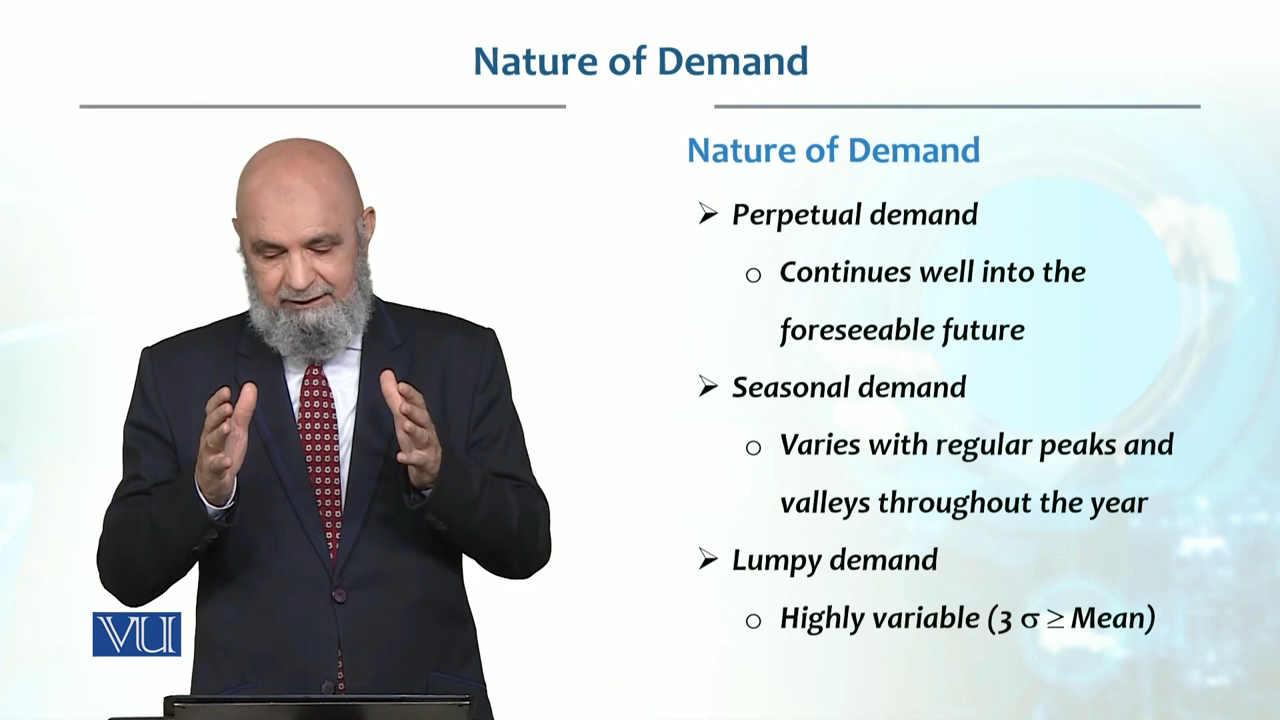 Nature of Demand
Nature of Demand
➢ Perpetual demand
o Continues well into the
foreseeable future
➢ Seasonal demand
o Varies with regular peaks and
valleys throughout the year
➢ Lumpy demand
o Highly variable (3 σ ≥ Mean)
VU